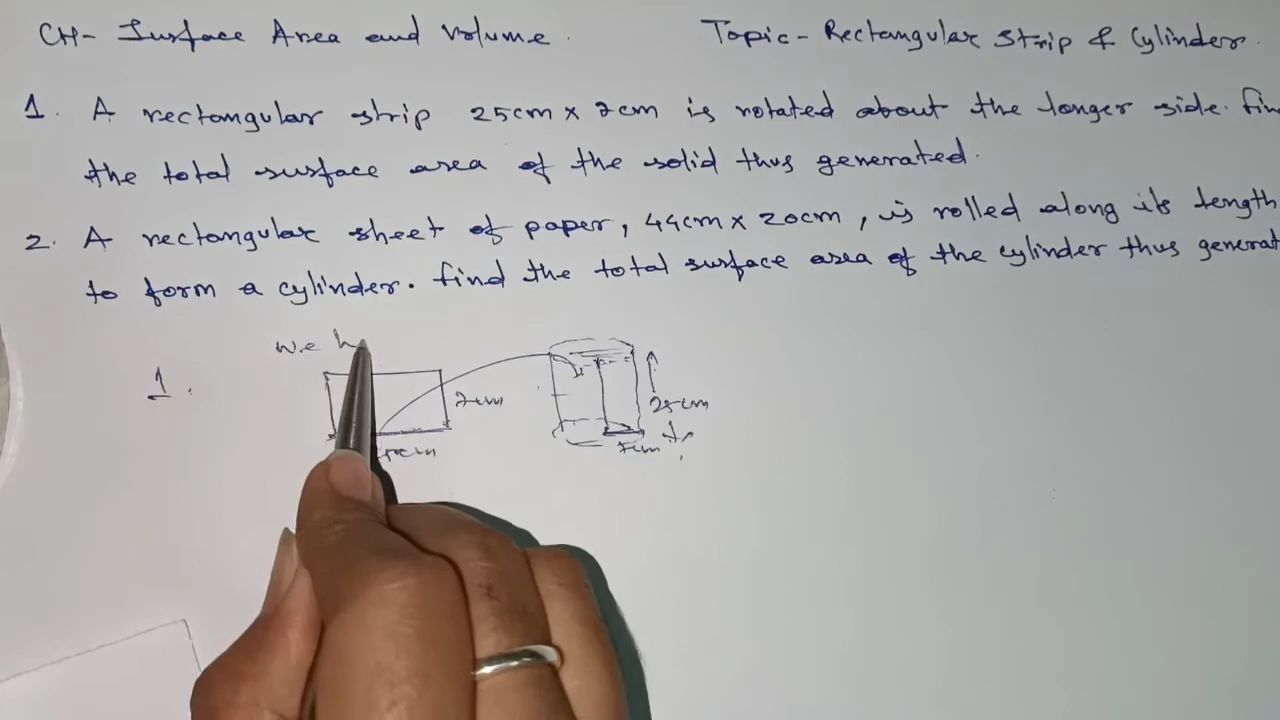 CH- Surface Area and Volume.
Topic- Rectangular Strip & Cylinder.
1. A rectangular strip 25cm x 7cm is rotated about the longer side. fin
the total surface area of the solid thus generated.
2. A rectangular sheet of paper, 44cm x 20cm, is rolled along its length
to form a cylinder. find the total surface area of the cylinder thus generat
We h
1.
7cm
25cm
7cm